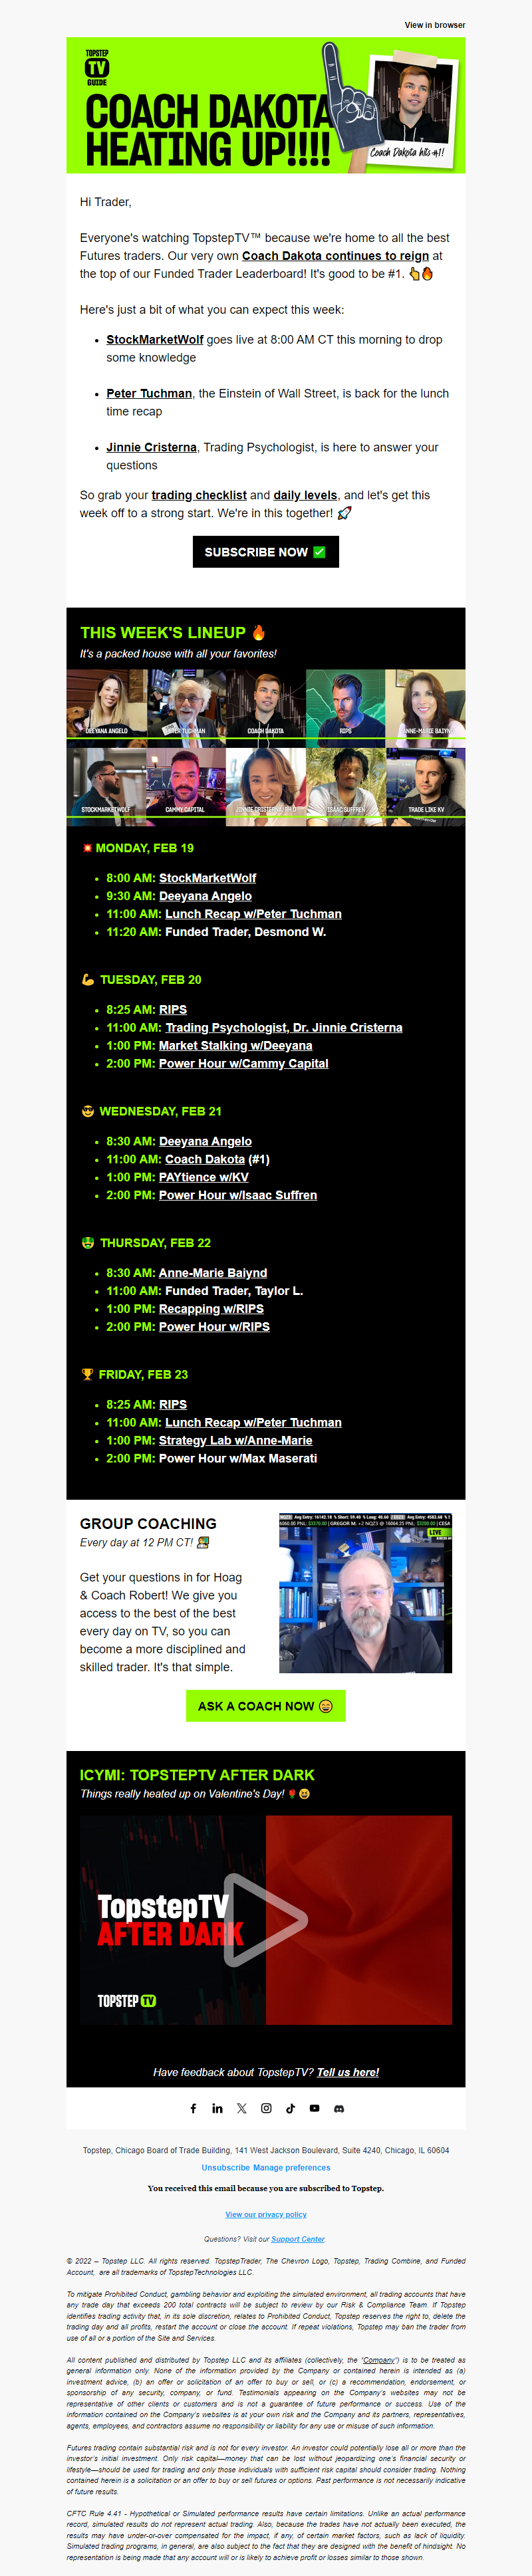 View in browser
TOPSTEP
TV
GUIDE
COACH DAKOTA
HEATING UP!!!!
Coach Dakota hits #1!
Hi Trader,
Everyone's watching TopstepTV™ because we're home to all the best
Futures traders. Our very own Coach Dakota continues to reign at
the top of our Funded Trader Leaderboard! It's good to be #1. 👆🔥
Here's just a bit of what you can expect this week:
• StockMarketWolf goes live at 8:00 AM CT this morning to drop
some knowledge
• Peter Tuchman, the Einstein of Wall Street, is back for the lunch
time recap
• Jinnie Cristerna, Trading Psychologist, is here to answer your
questions
So grab your trading checklist and daily levels, and let's get this
week off to a strong start. We're in this together! 🚀
SUBSCRIBE NOW ✅
THIS WEEK'S LINEUP 🔥
It's a packed house with all your favorites!
DEEYANA ANGELO PETER TUCHMAN COACH DAKOTA RIPS ANNE-MARIE BAIYND
STOCKMARKETWOLF CAMMY CAPITAL JINNIE CRISTERNA, PH.D ISAAC SUFFREN TRADE LIKE KV
💥MONDAY, FEB 19
• 8:00 AM: StockMarketWolf
• 9:30 AM: Deeyana Angelo
• 11:00 AM: Lunch Recap w/Peter Tuchman
• 11:20 AM: Funded Trader, Desmond W.
💪 TUESDAY, FEB 20
• 8:25 AM: RIPS
• 11:00 AM: Trading Psychologist, Dr. Jinnie Cristerna
• 1:00 PM: Market Stalking w/Deeyana
• 2:00 PM: Power Hour w/Cammy Capital
😎 WEDNESDAY, FEB 21
• 8:30 AM: Deeyana Angelo
• 11:00 AM: Coach Dakota (#1)
• 1:00 PM: PAYtience w/KV
• 2:00 PM: Power Hour w/Isaac Suffren
🤑 THURSDAY, FEB 22
• 8:30 AM: Anne-Marie Baiynd
• 11:00 AM: Funded Trader, Taylor L.
• 1:00 PM: Recapping w/RIPS
• 2:00 PM: Power Hour w/RIPS
🏆 FRIDAY, FEB 23
• 8:25 AM: RIPS
• 11:00 AM: Lunch Recap w/Peter Tuchman
• 1:00 PM: Strategy Lab w/Anne-Marie
• 2:00 PM: Power Hour w/Max Maserati
GROUP COACHING
Every day at 12 PM CT! 👨‍🏫
Get your questions in for Hoag
& Coach Robert! We give you
access to the best of the best
every day on TV, so you can
become a more disciplined and
skilled trader. It's that simple.
LIVE
ASK A COACH NOW 😄
ICYMI: TOPSTEPTV AFTER DARK
Things really heated up on Valentine's Day! 🌹😆
TopstepTV
AFTER DARK
TOPSTEP TV
Have feedback about TopstepTV? Tell us here!
Topstep, Chicago Board of Trade Building, 141 West Jackson Boulevard, Suite 4240, Chicago, IL 60604
Unsubscribe Manage preferences
You received this email because you are subscribed to Topstep.
View our privacy policy
Questions? Visit our Support Center.
© 2022 – Topstep LLC. All rights reserved. TopstepTrader, The Chevron Logo, Topstep, Trading Combine, and Funded
Account, are all trademarks of TopstepTechnologies LLC.
To mitigate Prohibited Conduct, gambling behavior and exploiting the simulated environment, all trading accounts that have
any trade day that exceeds 200 total contracts will be subject to review by our Risk & Compliance Team. If Topstep
identifies trading activity that, in its sole discretion, relates to Prohibited Conduct, Topstep reserves the right to, delete the
trading day and all profits, restart the account or close the account. If repeat violations, Topstep may ban the trader from
use of all or a portion of the Site and Services.
All content published and distributed by Topstep LLC and its affiliates (collectively, the “Company”) is to be treated as
general information only. None of the information provided by the Company or contained herein is intended as (a)
investment advice, (b) an offer or solicitation of an offer to buy or sell, or (c) a recommendation, endorsement, or
sponsorship of any security, company, or fund. Testimonials appearing on the Company's websites may not be
representative of other clients or customers and is not a guarantee of future performance or success. Use of the
information contained on the Company's websites is at your own risk and the Company and its partners, representatives,
agents, employees, and contractors assume no responsibility or liability for any use or misuse of such information.
Futures trading contain substantial risk and is not for every investor. An investor could potentially lose all or more than the
investor's initial investment. Only risk capital—money that can be lost without jeopardizing one's financial security or
lifestyle—should be used for trading and only those individuals with sufficient risk capital should consider trading. Nothing
contained herein is a solicitation or an offer to buy or sell futures or options. Past performance is not necessarily indicative
of future results.
CFTC Rule 4.41 - Hypothetical or Simulated performance results have certain limitations. Unlike an actual performance
record, simulated results do not represent actual trading. Also, because the trades have not actually been executed, the
results may have under-or-over compensated for the impact, if any, of certain market factors, such as lack of liquidity.
Simulated trading programs, in general, are also subject to the fact that they are designed with the benefit of hindsight. No
representation is being made that any account will or is likely to achieve profit or losses similar to those shown.